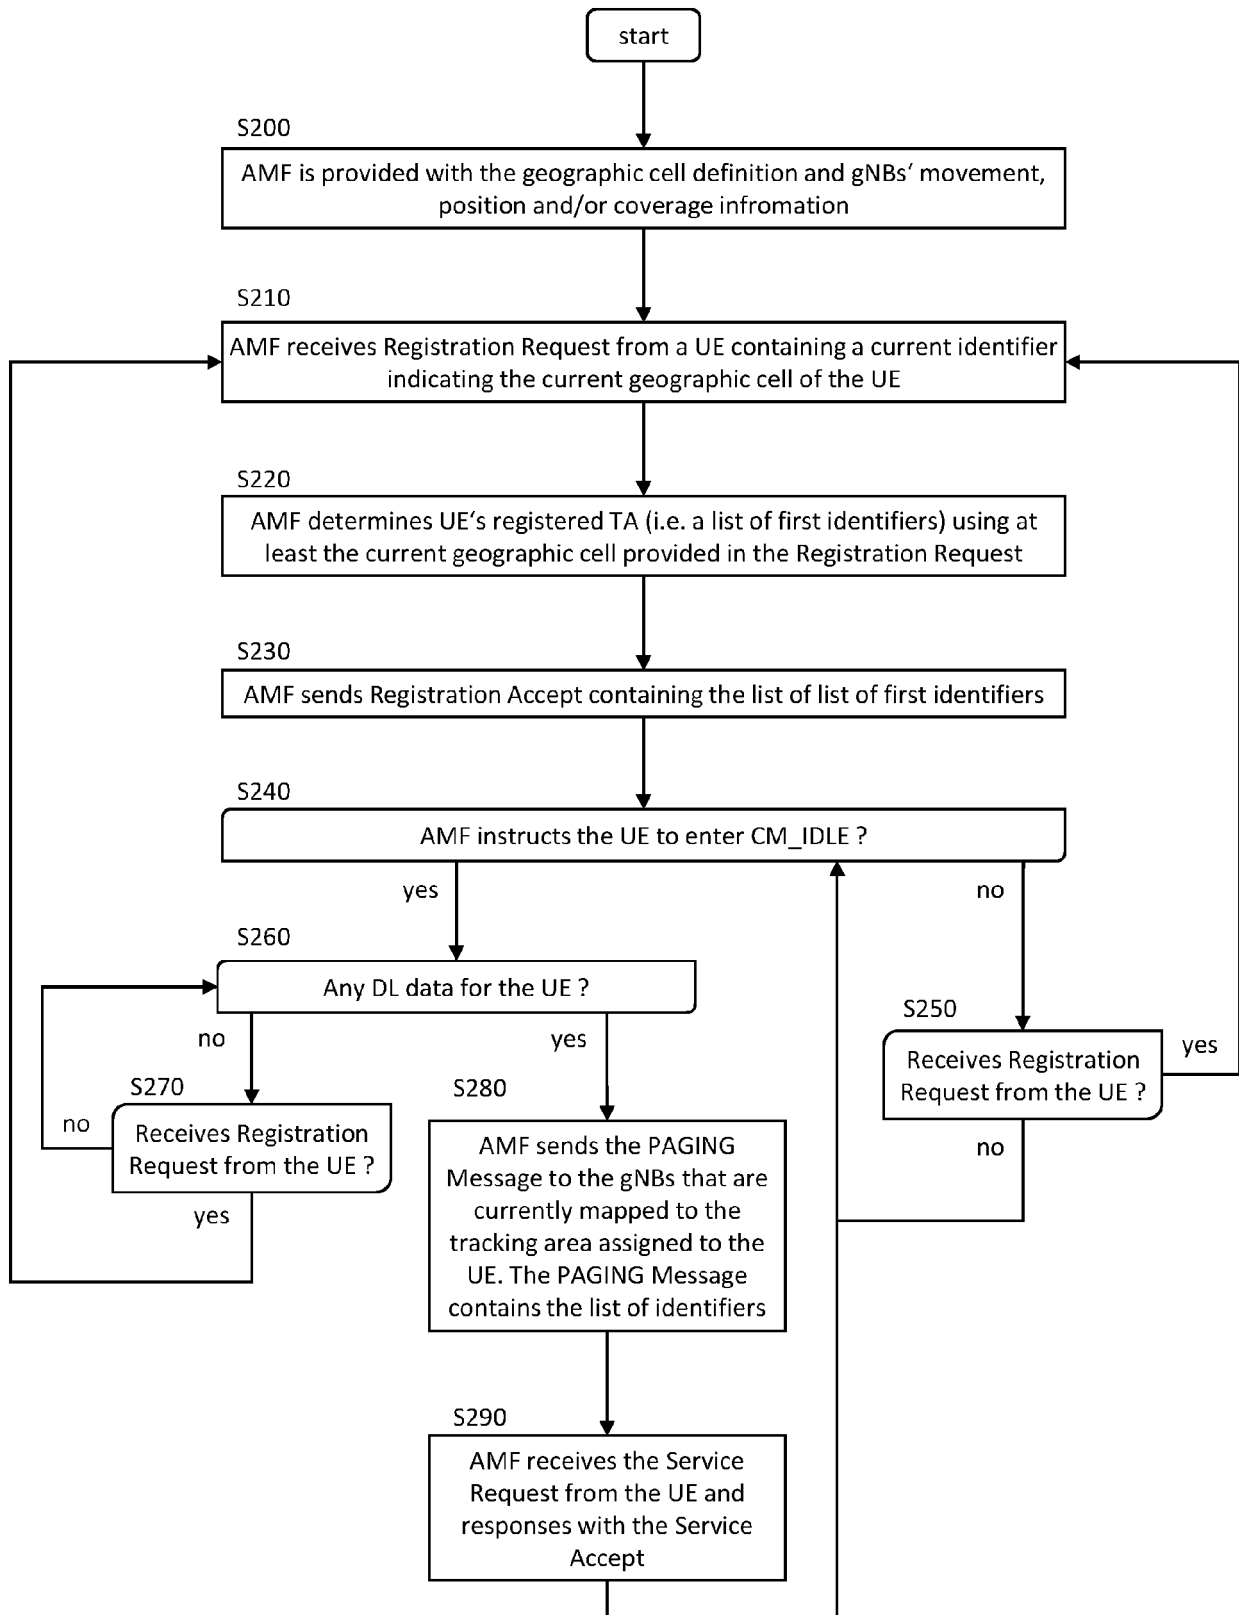 start
S200
AMF is provided with the geographic cell definition and gNBs‘ movement,
position and/or coverage infromation
S210
AMF receives Registration Request from a UE containing a current identifier
indicating the current geographic cell of the UE
S220
AMF determines UE‘s registered TA (i.e. a list of first identifiers) using at
least the current geographic cell provided in the Registration Request
S230
AMF sends Registration Accept containing the list of list of first identifiers
S240
AMF instructs the UE to enter CM_IDLE ?
yes
no
S260
Any DL data for the UE ?
no
yes
S250
Receives Registration
Request from the UE ?
yes
no
S270
Receives Registration
Request from the UE ?
no
yes
S280
AMF sends the PAGING
Message to the gNBs that are
currently mapped to the
tracking area assigned to the
UE. The PAGING Message
contains the list of identifiers
S290
AMF receives the Service
Request from the UE and
responses with the Service
Accept